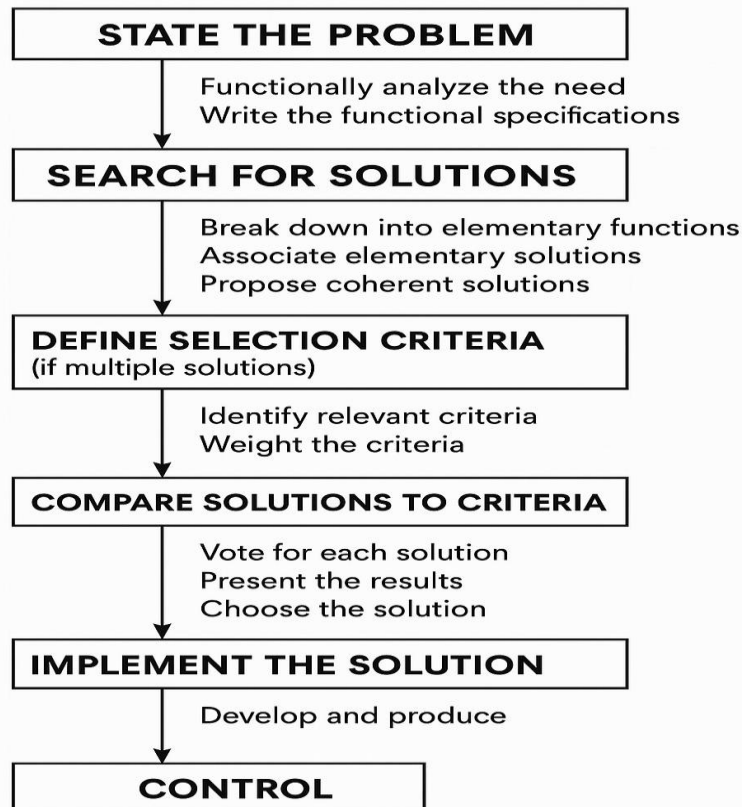 STATE THE PROBLEM
Functionally analyze the need
Write the functional specifications
SEARCH FOR SOLUTIONS
Break down into elementary functions
Associate elementary solutions
Propose coherent solutions
DEFINE SELECTION CRITERIA
(if multiple solutions)
Identify relevant criteria
Weight the criteria
COMPARE SOLUTIONS TO CRITERIA
Vote for each solution
Present the results
Choose the solution
IMPLEMENT THE SOLUTION
Develop and produce
CONTROL